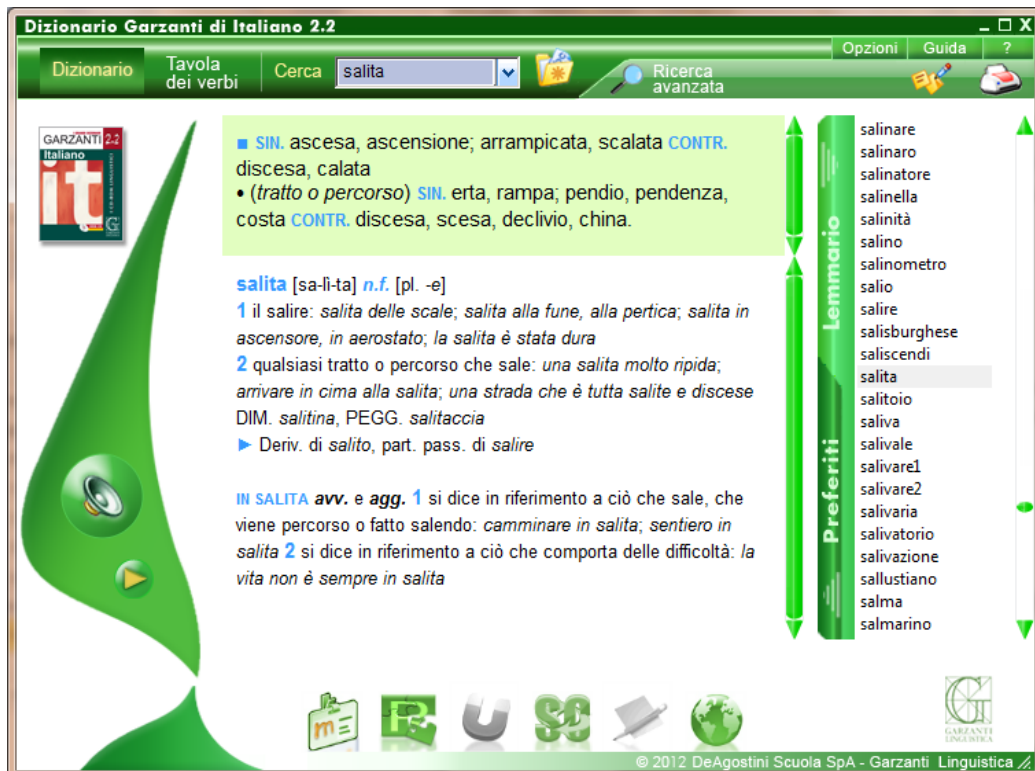 Dizionario Garzanti di Italiano 2.2
Opzioni Guida ?
Dizionario
Tavola
dei verbi
Cerca
salita
Ricerca
avanzata
GARZANTI 2.2
Italiano
it
■ SIN. ascesa, ascensione; arrampicata, scalata CONTR.
discesa, calata
• (tratto o percorso) SIN. erta, rampa; pendio, pendenza,
costa CONTR. discesa, scesa, declivio, china.
salita [sa-lì-ta] n.f. [pl. -e]
1 il salire: salita delle scale; salita alla fune, alla pertica; salita in
ascensore, in aerostato; la salita è stata dura
2 qualsiasi tratto o percorso che sale: una salita molto ripida;
arrivare in cima alla salita; una strada che è tutta salite e discese
DIM. salitina, PEGG. salitaccia
► Deriv. di salito, part. pass. di salire
IN SALITA avv. e agg. 1 si dice in riferimento a ciò che sale, che
viene percorso o fatto salendo: camminare in salita; sentiero in
salita 2 si dice in riferimento a ciò che comporta delle difficoltà: la
vita non è sempre in salita
Lemmario
Preferiti
salinare
salinaro
salinatore
salinella
salinità
salino
salinometro
salio
salire
salisburghese
saliscendi
salita
salitoio
saliva
salivale
salivare1
salivare2
salivaria
salivatorio
salivazione
sallustiano
salma
salmarino
m
GARZANTI
LINGUISTICA
© 2012 DeAgostini Scuola SpA - Garzanti Linguistica